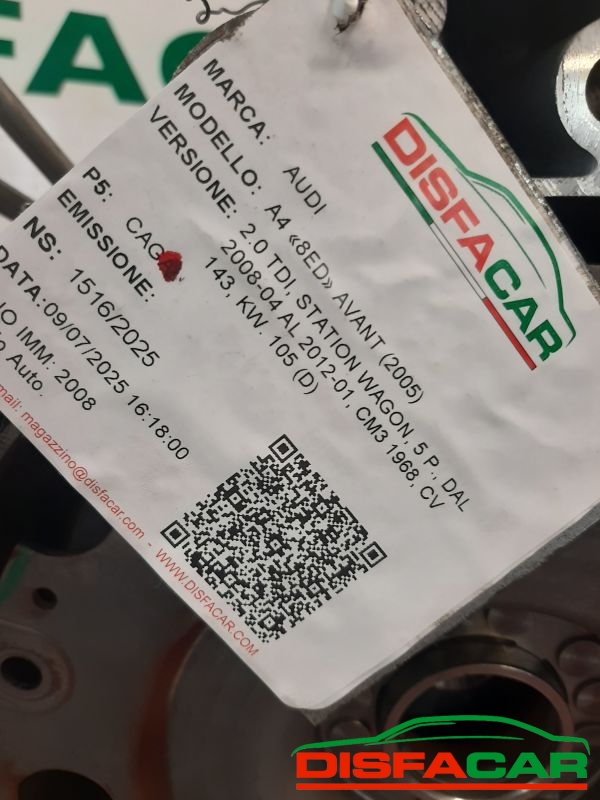 FAC
DISFACAR
MARCA: AUDI
MODELLO: A4 «8ED» AVANT (2005)
VERSIONE: 2.0 TDI, STATION WAGON, 5 P., DAL
2008-04 AL 2012-01, CM3 1968, CV
143, KW. 105 (D)
P5: CAG
EMISSIONE:
NS: 1516/2025
DATA:09/07/2025 16:18:00
IMM: 2008
Auto.
magazzino@disfacar.com - WWW.DISFACAR.COM
DISFACAR